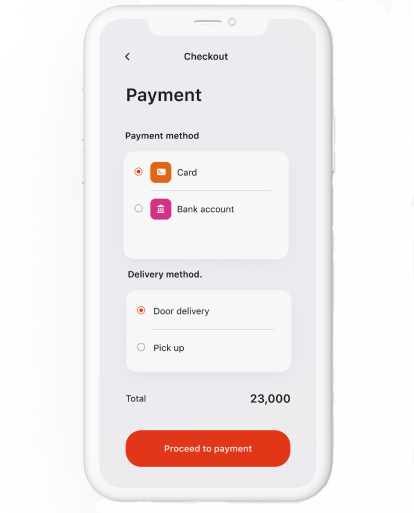 Checkout
Payment
Payment method
Card
Bank account
Delivery method.
Door delivery
Pick up
Total 23,000
Proceed to payment